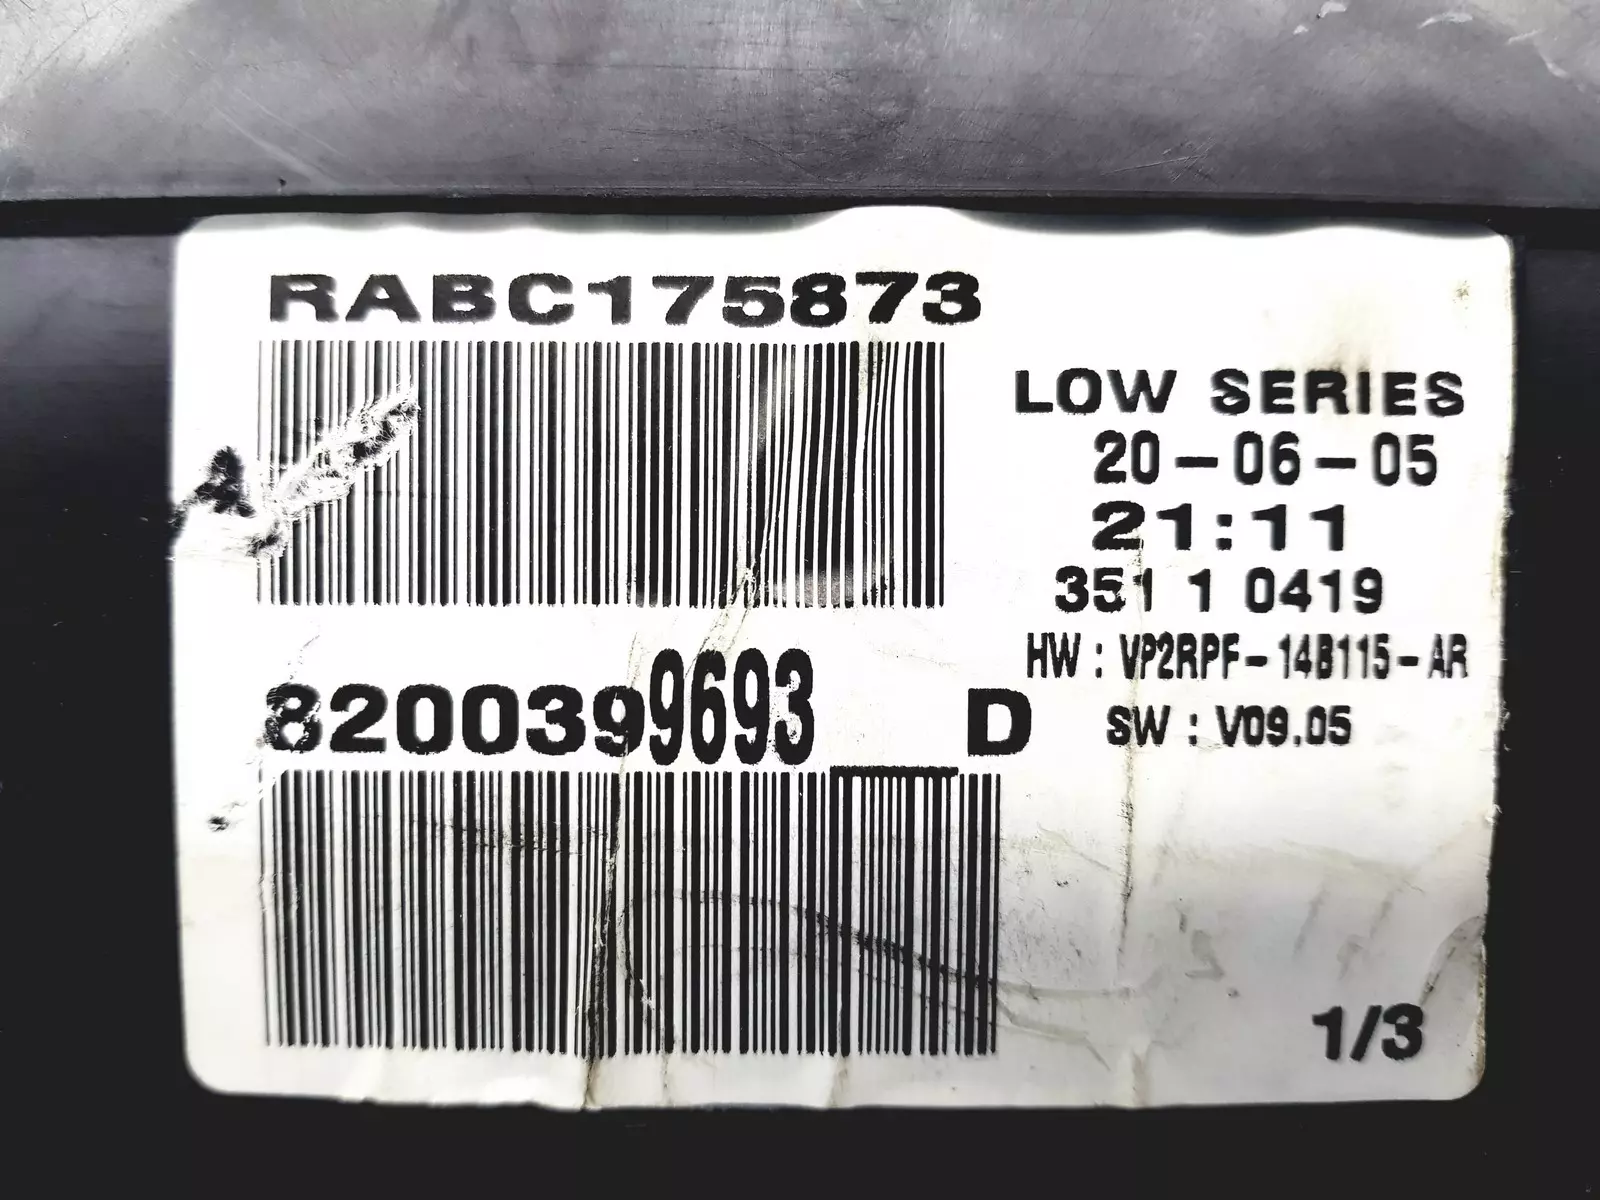 RABC175873
LOW SERIES
20-06-05
21:11
351 1 0419
HW : VP2RPF-14B115-AR
SW : V09.05
8200399693__D
1/3